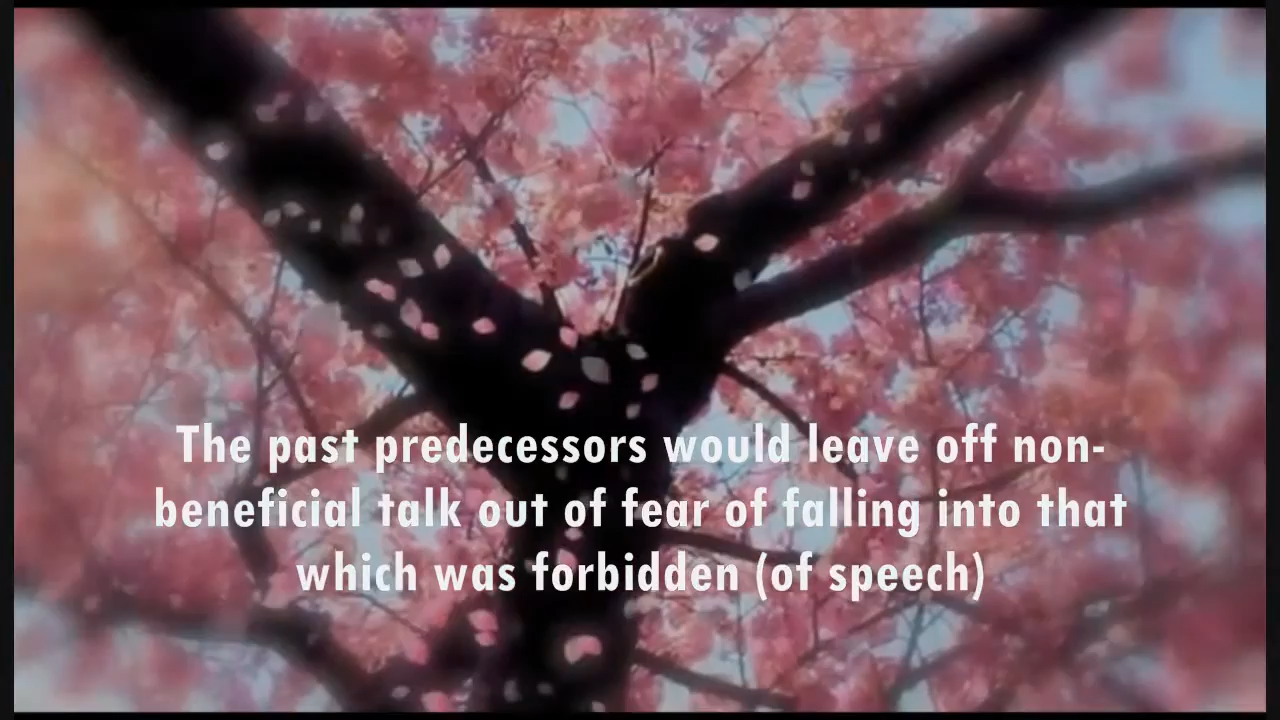 The past predecessors would leave off non-
beneficial talk out of fear of falling into that
which was forbidden (of speech)